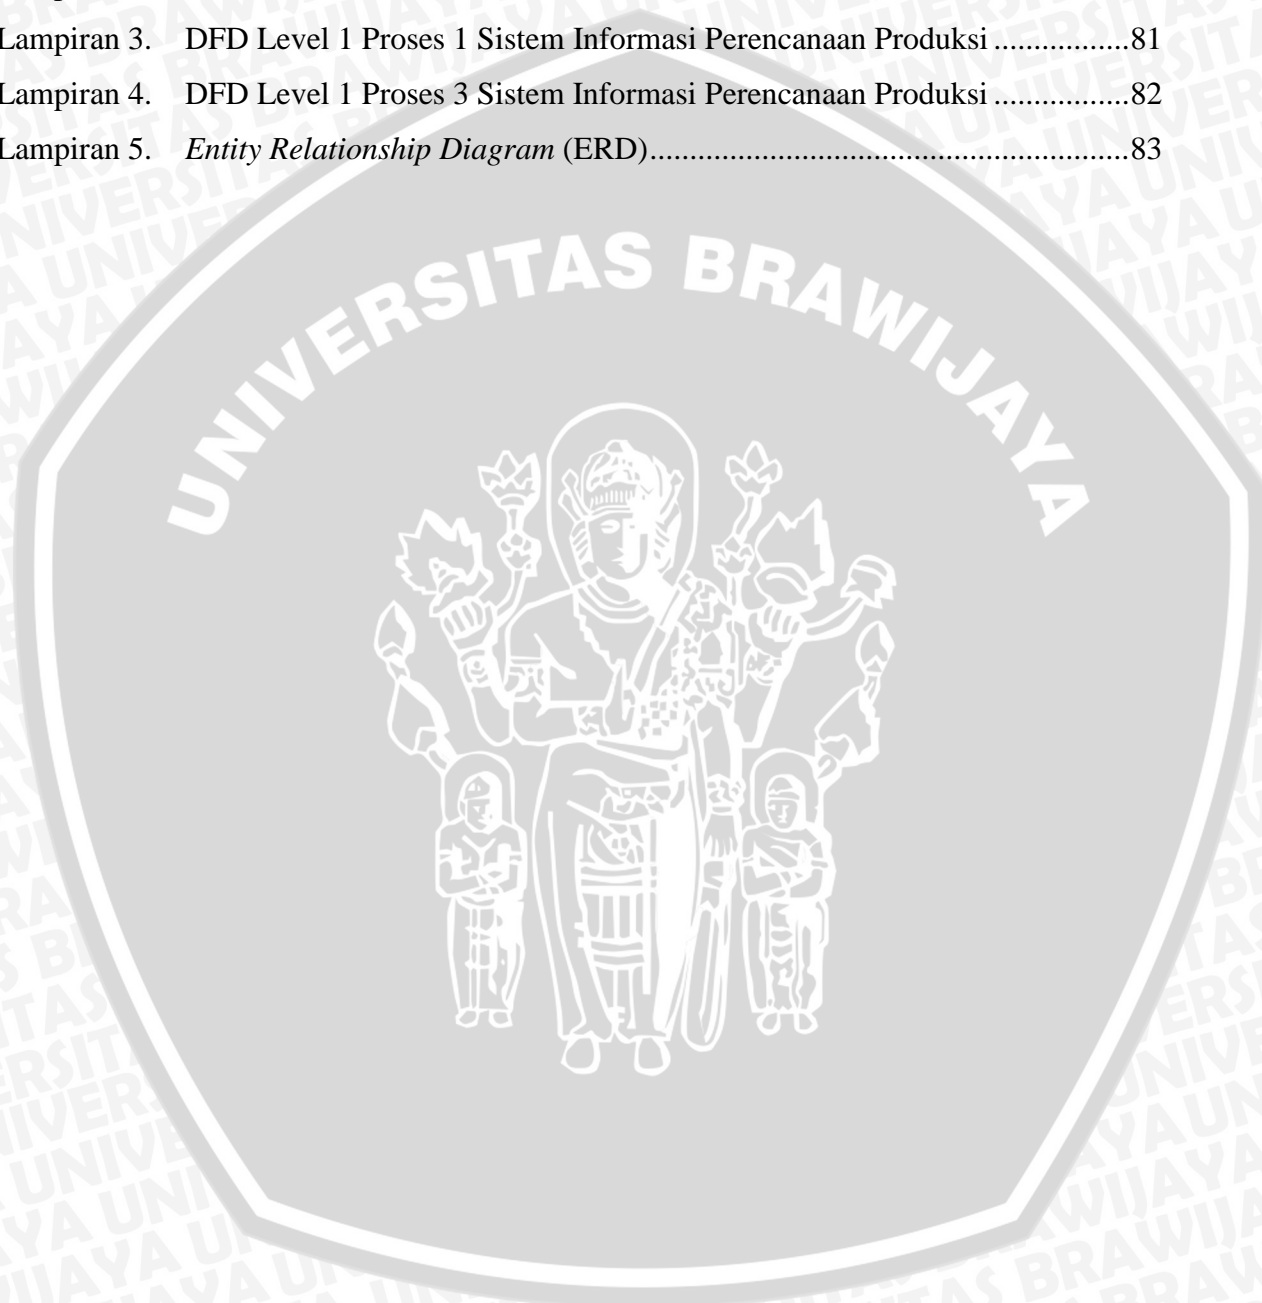 Lampiran 3. DFD Level 1 Proses 1 Sistem Informasi Perencanaan Produksi .................81
Lampiran 4. DFD Level 1 Proses 3 Sistem Informasi Perencanaan Produksi .................82
Lampiran 5. Entity Relationship Diagram (ERD)...........................................................83
UNIVERSITAS BRAWIJAYA